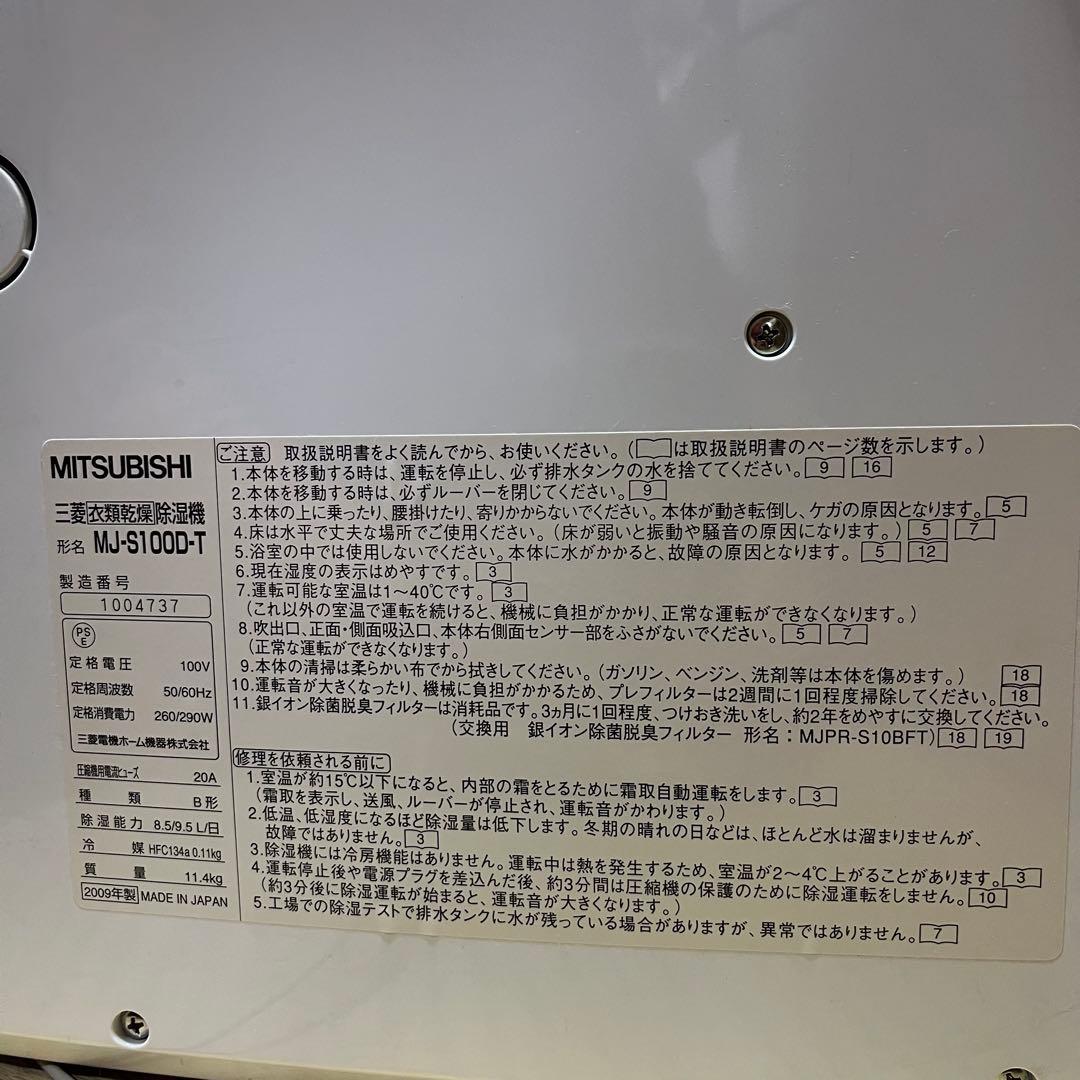 MITSUBISHI
三菱衣類乾燥除湿機
形名 MJ-S100D-T
製造番号
1004737
PS
E
定格電圧 100V
定格周波数 50/60Hz
定格消費電力 260/290W
三菱電機ホーム機器株式会社
圧縮機用電流ヒューズ 20A
種類 B形
除湿能力 8.5/9.5L/日
冷媒 HFC134a 0.11kg
質量 11.4kg
2009年製 MADE IN JAPAN
ご注意 取扱説明書をよく読んでから、お使いください。(は取扱説明書のページ数を示します。)
1.本体を移動する時は、運転を停止し、必ず排水タンクの水を捨ててください。 9 16
2.本体を移動する時は、必ずルーバーを閉じてください。 9
3.本体の上に乗ったり、腰掛けたり、寄りかからないでください。本体が動き転倒し、ケガの原因となります。 5
4.床は水平で丈夫な場所でご使用ください。(床が弱いと振動や騒音の原因になります。) 5 7
5.浴室の中では使用しないでください。本体に水がかかると、故障の原因となります。 5 12
6.現在湿度の表示はめやすです。 3
7.運転可能な室温は1〜40℃です。 3
(これ以外の室温で運転を続けると、機械に負担がかかり、正常な運転ができなくなります。)
8.吹出口、正面・側面吸込口、本体右側面センサー部をふさがないでください。 5 7
(正常な運転ができなくなります。)
9.本体の清掃は柔らかい布でから拭きしてください。(ガソリン、ベンジン、洗剤等は本体を傷めます。) 18
10.運転音が大きくなったり、機械に負担がかかるため、プレフィルターは2週間に1回程度掃除してください。 18
11.銀イオン除菌脱臭フィルターは消耗品です。3ヵ月に1回程度、つけおき洗いをし、約2年をめやすに交換してください。
(交換用 銀イオン除菌脱臭フィルター 形名：MJPR-S10BFT) 18 19
修理を依頼される前に
1.室温が約15℃以下になると、内部の霜をとるために霜取自動運転をします。 3
(霜取を表示し、送風、ルーバーが停止され、運転音がかわります。)
2.低温、低湿度になるほど除湿量は低下します。冬期の晴れの日などは、ほとんど水は溜まりませんが、
故障ではありません。 3
3.除湿機には冷房機能はありません。運転中は熱を発生するため、室温が2〜4℃上がることがあります。 3
4.運転停止後や電源プラグを差込んだ後、約3分間は圧縮機の保護のために除湿運転をしません。 10
(約3分後に除湿運転が始まると、運転音が大きくなります。)
5.工場での除湿テストで排水タンクに水が残っている場合がありますが、異常ではありません。 7